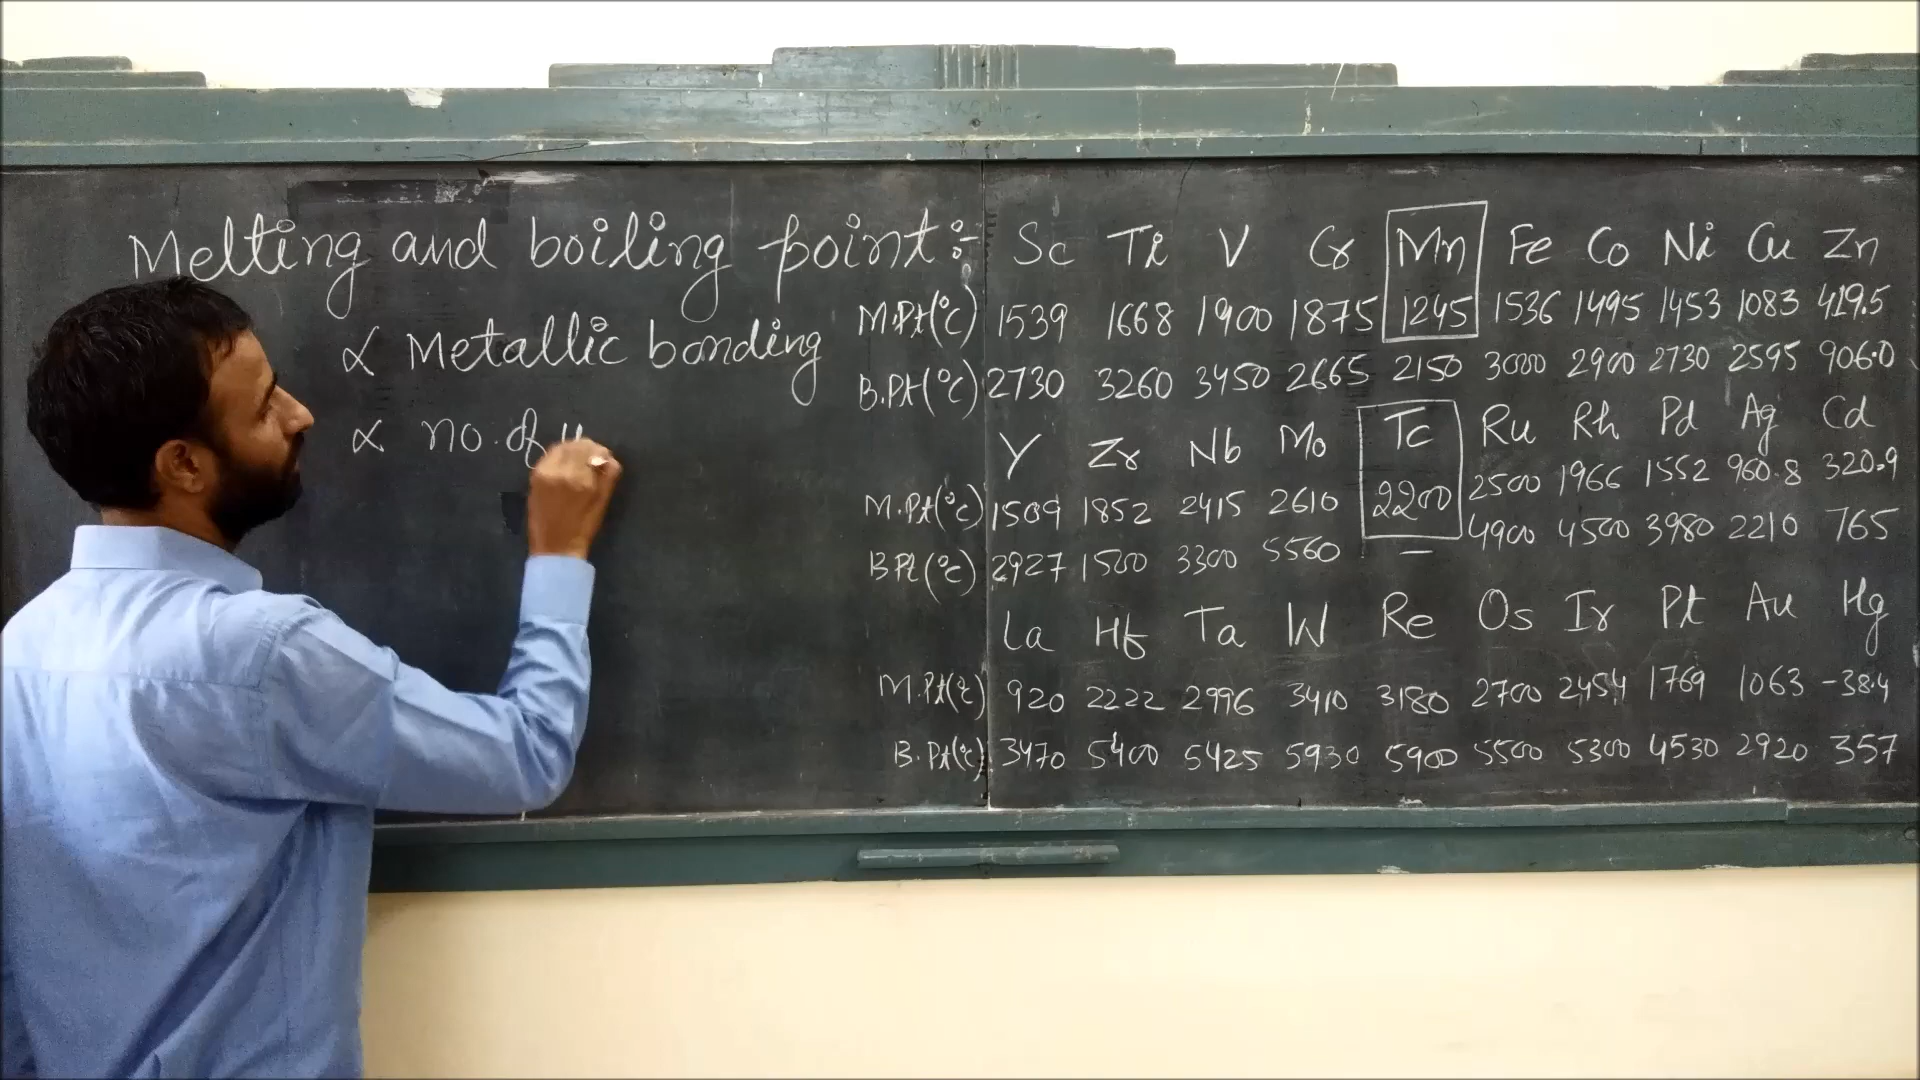 Melting and boiling point:-
∝ Metallic bonding
∝ no. of
Sc Ti V Cr Mn Fe Co Ni Cu Zn
M.Pt(°C) 1539 1668 1900 1875 1245 1536 1495 1453 1083 419.5
B.Pt(°C) 2730 3260 3450 2665 2150 3000 2900 2730 2595 906.0
Y Zr Nb Mo Tc Ru Rh Pd Ag Cd
M.Pt(°C) 1509 1852 2415 2610 2200 2500 1966 1552 960.8 320.9
B.Pt(°C) 2927 1500 3300 5560 — 4900 4500 3980 2210 765
La Hf Ta W Re Os Ir Pt Au Hg
M.Pt(°C) 920 2222 2996 3410 3180 2700 2454 1769 1063 -38.4
B.Pt(°C) 3470 5400 5425 5930 5900 5500 5300 4530 2920 357